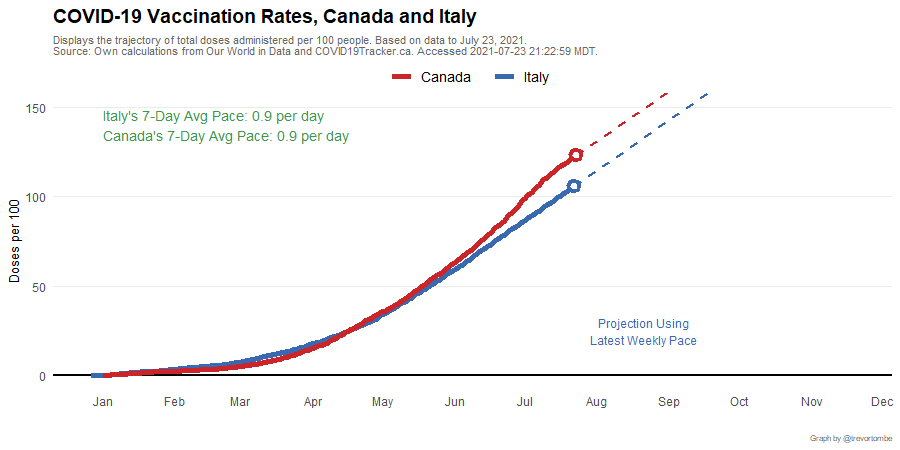 COVID-19 Vaccination Rates, Canada and Italy
Displays the trajectory of total doses administered per 100 people. Based on data to July 23, 2021.
Source: Own calculations from Our World in Data and COVID19Tracker.ca. Accessed 2021-07-23 21:22:59 MDT.
Canada Italy
150
Italy's 7-Day Avg Pace: 0.9 per day
Canada's 7-Day Avg Pace: 0.9 per day
100
Doses per 100
50
Projection Using
Latest Weekly Pace
0
Jan Feb Mar Apr May Jun Jul Aug Sep Oct Nov Dec
Graph by @trevortombe